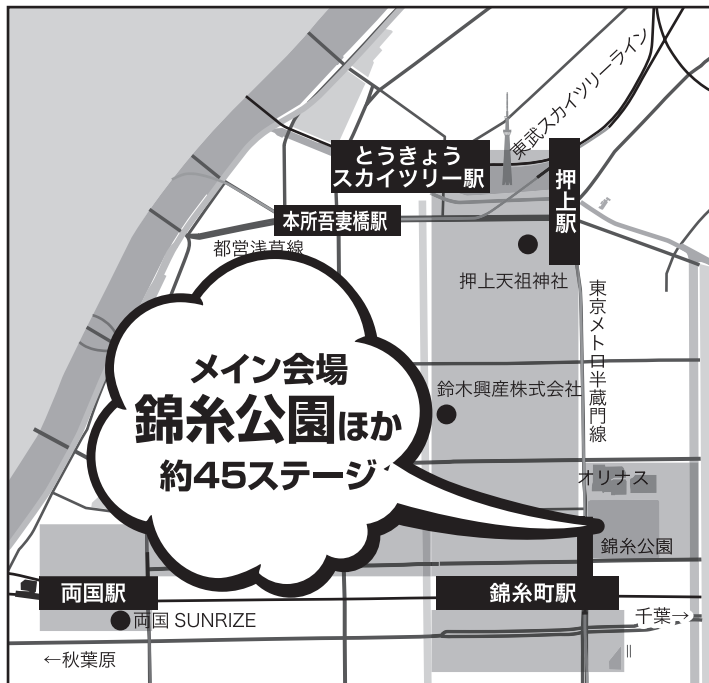 東武スカイツリーライン
とうきょう
スカイツリー駅
押上駅
本所吾妻橋駅
都営浅草線
押上天祖神社
東京メトロ半蔵門線
メイン会場
錦糸公園ほか
約45ステージ
鈴木興産株式会社
オリナス
錦糸公園
両国駅
錦糸町駅
両国 SUNRIZE
千葉→
←秋葉原